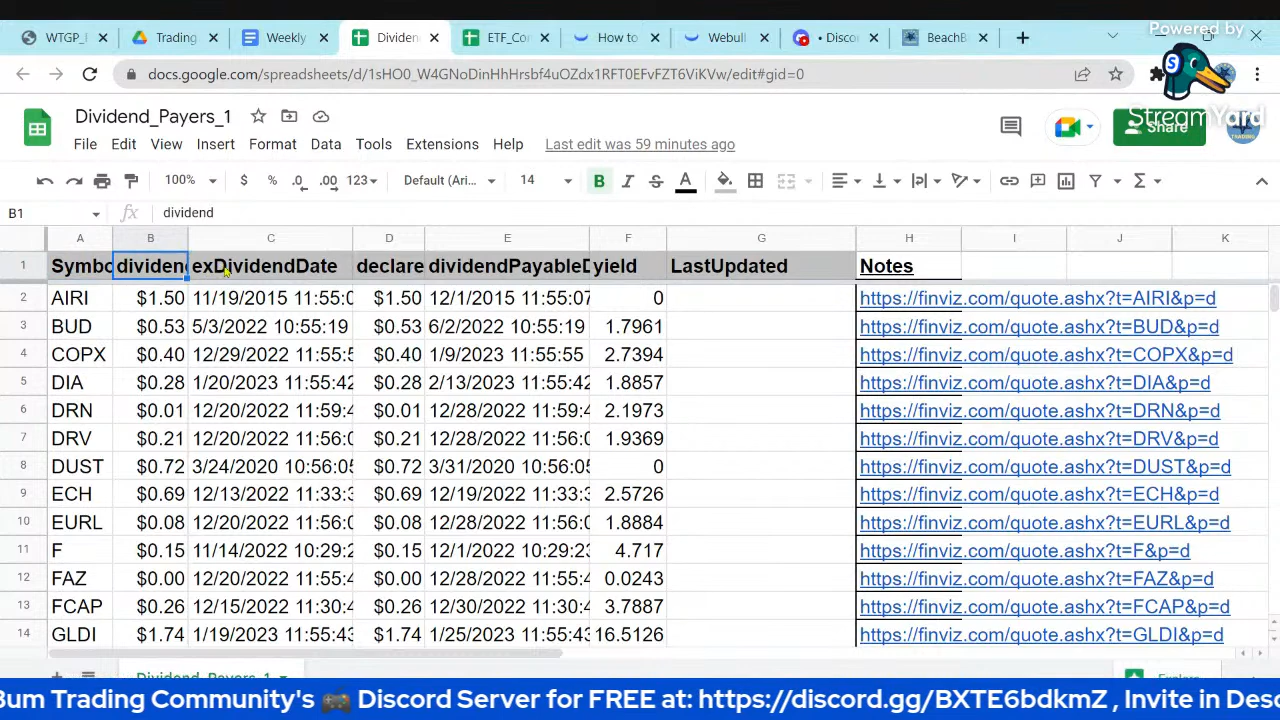 Powered by
WTGP_
Trading
Weekly
Dividen
ETF_Cor
How to
Webull
• Disco
BeachB
docs.google.com/spreadsheets/d/1sHO0_W4GNoDlnHhHrsbf4uOZdx1RFT0EFvFZT6ViKVw/edit#gid=0
StreamYard
Dividend_Payers_1
Share
File Edit View Insert Format Data Tools Extensions Help Last edit was 59 minutes ago
100% $ % .0 .00 123 Default (Ari... 14 B I S A
B1 fx dividend
A B C D E F G H I J K
1 Symbo dividend exDividendDate declare dividendPayableD yield LastUpdated Notes
2 AIRI $1.50 11/19/2015 11:55:0 $1.50 12/1/2015 11:55:07 0 https://finviz.com/quote.ashx?t=AIRI&p=d
3 BUD $0.53 5/3/2022 10:55:19 $0.53 6/2/2022 10:55:19 1.7961 https://finviz.com/quote.ashx?t=BUD&p=d
4 COPX $0.40 12/29/2022 11:55:5 $0.40 1/9/2023 11:55:55 2.7394 https://finviz.com/quote.ashx?t=COPX&p=d
5 DIA $0.28 1/20/2023 11:55:42 $0.28 2/13/2023 11:55:42 1.8857 https://finviz.com/quote.ashx?t=DIA&p=d
6 DRN $0.01 12/20/2022 11:59:4 $0.01 12/28/2022 11:59:4 2.1973 https://finviz.com/quote.ashx?t=DRN&p=d
7 DRV $0.21 12/20/2022 11:56:0 $0.21 12/28/2022 11:56:0 1.9369 https://finviz.com/quote.ashx?t=DRV&p=d
8 DUST $0.72 3/24/2020 10:56:05 $0.72 3/31/2020 10:56:05 0 https://finviz.com/quote.ashx?t=DUST&p=d
9 ECH $0.69 12/13/2022 11:33:3 $0.69 12/19/2022 11:33:3 2.5726 https://finviz.com/quote.ashx?t=ECH&p=d
10 EURL $0.08 12/20/2022 11:56:0 $0.08 12/28/2022 11:56:0 1.8884 https://finviz.com/quote.ashx?t=EURL&p=d
11 F $0.15 11/14/2022 10:29:2 $0.15 12/1/2022 10:29:23 4.717 https://finviz.com/quote.ashx?t=F&p=d
12 FAZ $0.00 12/20/2022 11:55:4 $0.00 12/28/2022 11:55:4 0.0243 https://finviz.com/quote.ashx?t=FAZ&p=d
13 FCAP $0.26 12/15/2022 11:30:4 $0.26 12/30/2022 11:30:4 3.7887 https://finviz.com/quote.ashx?t=FCAP&p=d
14 GLDI $1.74 1/19/2023 11:55:43 $1.74 1/25/2023 11:55:43 16.5126 https://finviz.com/quote.ashx?t=GLDI&p=d
Dividend_Payers_1
Bum Trading Community's 🎮 Discord Server for FREE at: https://discord.gg/BXTE6bdkmZ , Invite in Desc